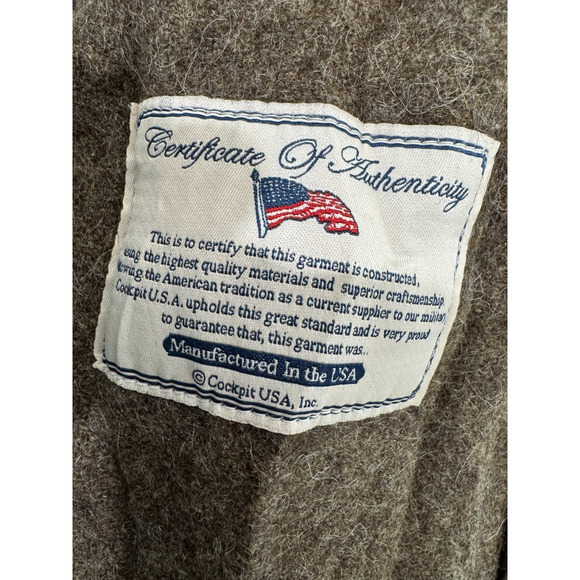 Certificate Of Authenticity
This is to certify that this garment is constructed,
using the highest quality materials and superior craftsmenship.
the American tradition as a current supplier to our military
Cockpit U.S.A. upholds this great standard and is very proud
to guarantee that, this garment was...
Manufactured In the USA
© Cockpit USA, Inc.